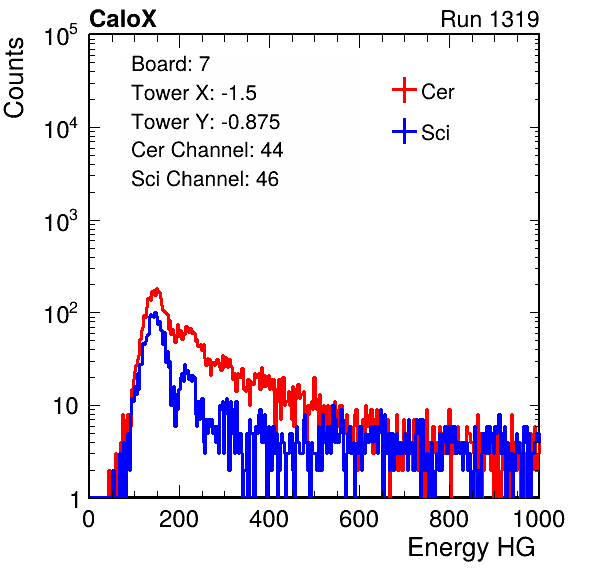 CaloX Run 1319
Counts
Board: 7
Tower X: -1.5
Tower Y: -0.875
Cer Channel: 44
Sci Channel: 46
Cer
Sci
10^5
10^4
10^3
10^2
10
1
0 200 400 600 800 1000
Energy HG